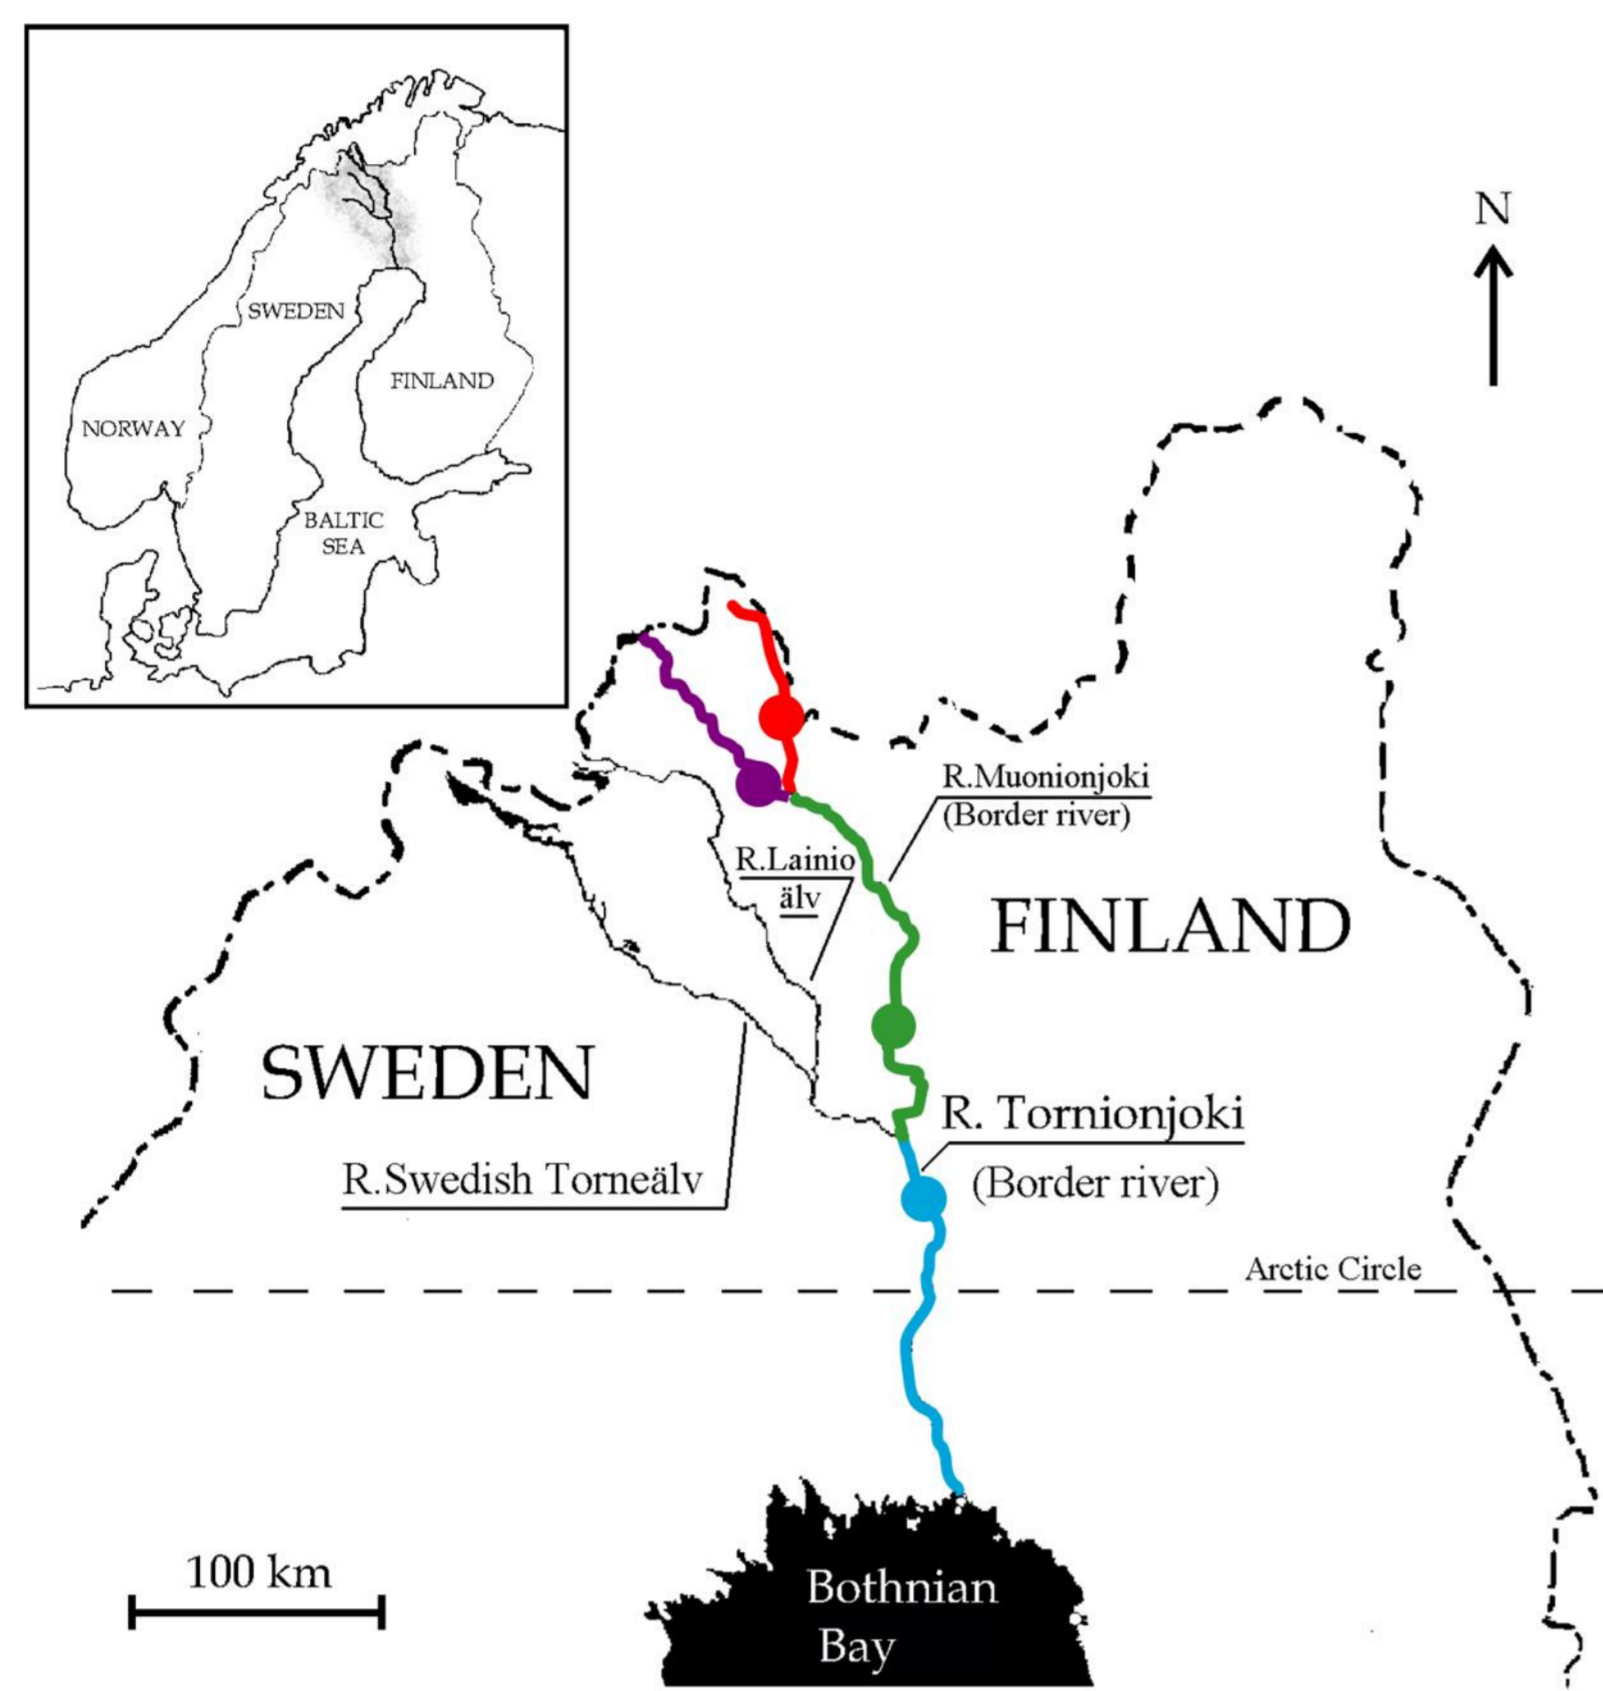 N
SWEDEN
FINLAND
NORWAY
BALTIC
SEA
R.Muonionjoki
(Border river)
R.Lainio
älv
FINLAND
SWEDEN
R. Tornionjoki
(Border river)
R.Swedish Torneälv
Arctic Circle
100 km
Bothnian
Bay